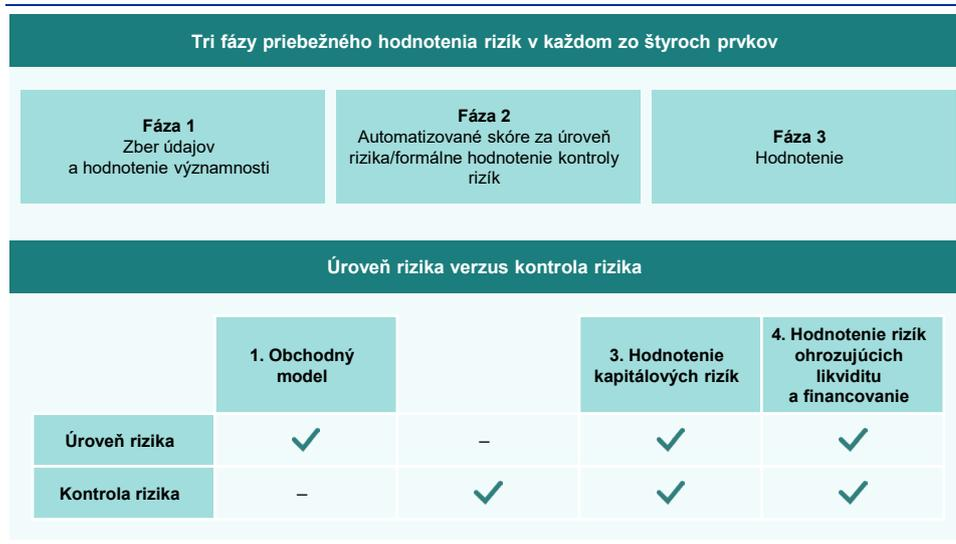 Tri fázy priebežného hodnotenia rizík v každom zo štyroch prvkov
Fáza 1
Zber údajov
a hodnotenie významnosti
Fáza 2
Automatizované skóre za úroveň
rizika/formálne hodnotenie kontroly
rizík
Fáza 3
Hodnotenie
Úroveň rizika verzus kontrola rizika
1. Obchodný
model
3. Hodnotenie
kapitálových rizík
4. Hodnotenie rizík
ohrozujúcich
likviditu
a financovanie
Úroveň rizika
–
Kontrola rizika
–